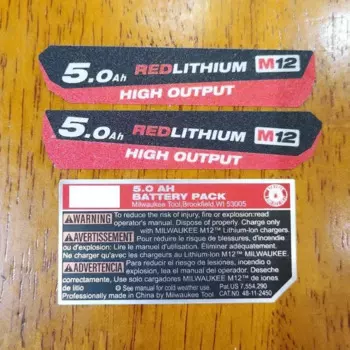 5.0Ah REDLITHIUM M12
HIGH OUTPUT
5.0Ah REDLITHIUM M12
HIGH OUTPUT
5.0 AH
BATTERY PACK
Milwaukee Tool, Brookfield, WI 53005
WARNING To reduce the risk of injury, fire or explosion: read
operator's manual. Dispose of properly. Charge only
with MILWAUKEE M12™ Lithium-Ion chargers.
AVERTISSEMENT Pour réduire le risques de blessures, d'incendie
ou d'explosion lire manuel d'utilisation. Eliminer adéquatement.
Ne charger qu'avec les chargeurs au Lithium-Ion M12™ MILWAUKEE.
ADVERTENCIA Para reducir el riesgo de lesiones, incendio o
explosión, lea el manual del operador. Deseche
correctamente. Use solo cargadores MILWAUKEE M12™ de iones
de litio See manual for cold weather use. Pat.US 7,554,290
Professionally made in China by Milwaukee Tool CAT NO 48-11-2450